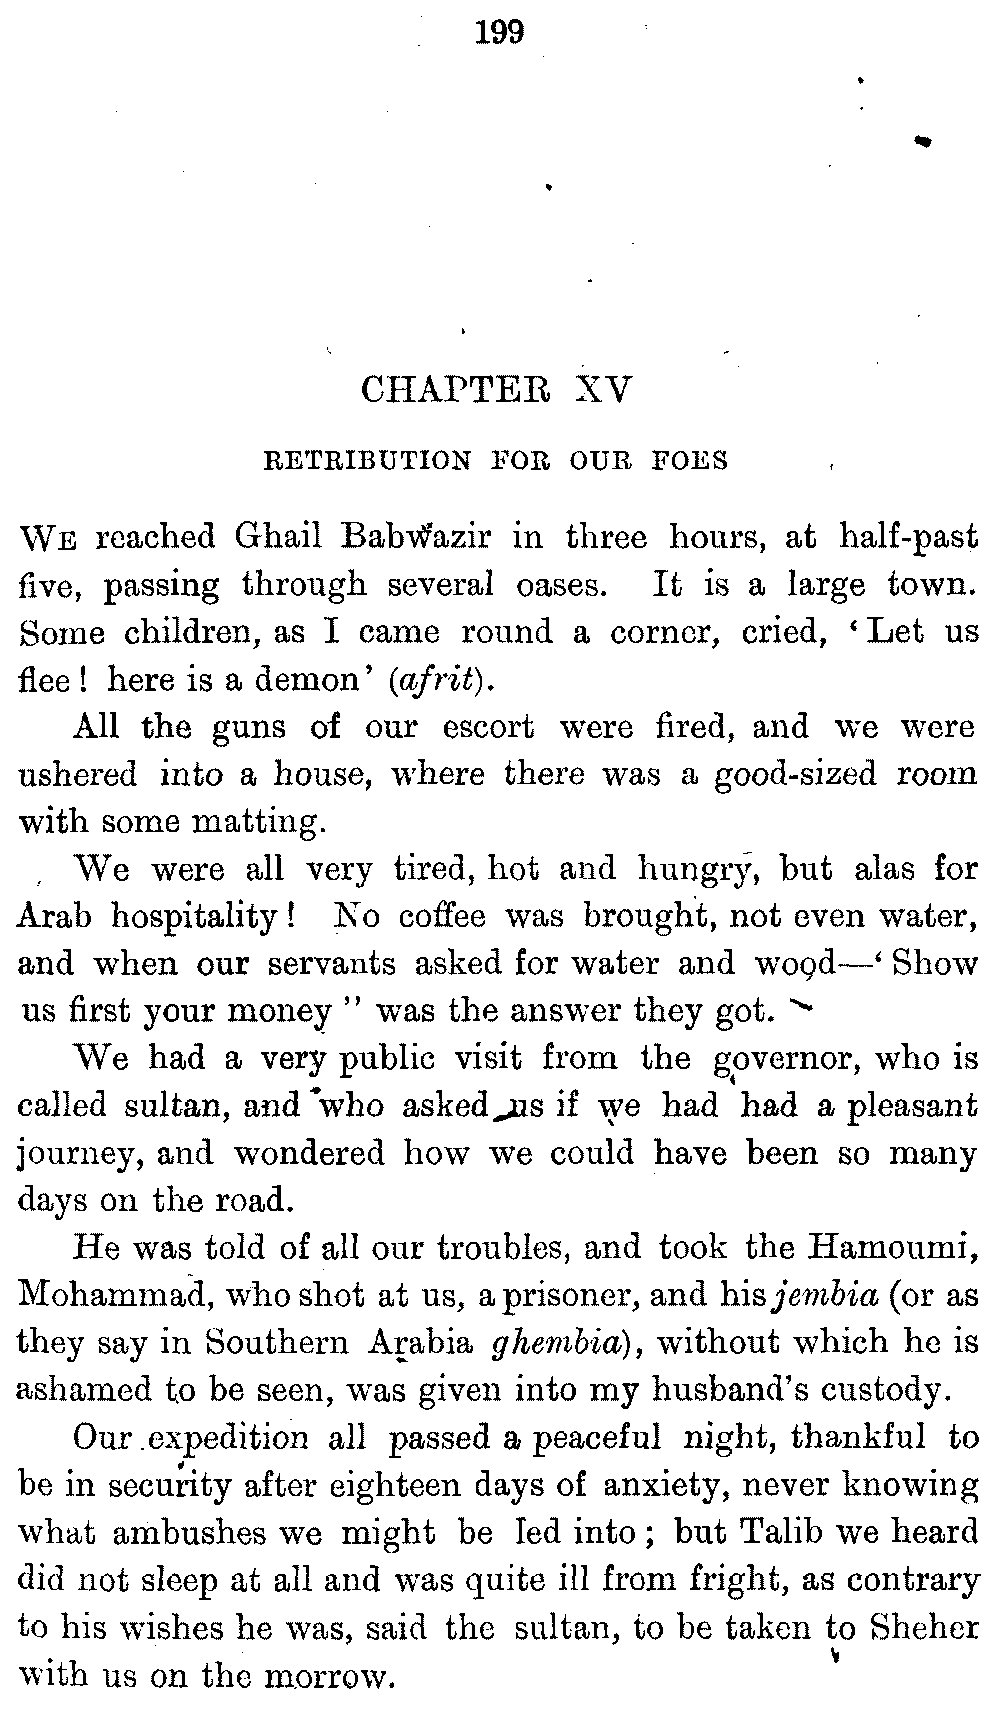 199
CHAPTER XV
RETRIBUTION FOR OUR FOES
WE reached Ghail Babwazir in three hours, at half-past
five, passing through several oases. It is a large town.
Some children, as I came round a corner, cried, ‘Let us
flee! here is a demon’ (afrit).
All the guns of our escort were fired, and we were
ushered into a house, where there was a good-sized room
with some matting.
We were all very tired, hot and hungry, but alas for
Arab hospitality! No coffee was brought, not even water,
and when our servants asked for water and wood—‘Show
us first your money” was the answer they got.
We had a very public visit from the governor, who is
called sultan, and who asked us if we had had a pleasant
journey, and wondered how we could have been so many
days on the road.
He was told of all our troubles, and took the Hamoumi,
Mohammad, who shot at us, a prisoner, and his jembia (or as
they say in Southern Arabia ghembia), without which he is
ashamed to be seen, was given into my husband’s custody.
Our expedition all passed a peaceful night, thankful to
be in security after eighteen days of anxiety, never knowing
what ambushes we might be led into; but Talib we heard
did not sleep at all and was quite ill from fright, as contrary
to his wishes he was, said the sultan, to be taken to Sheher
with us on the morrow.